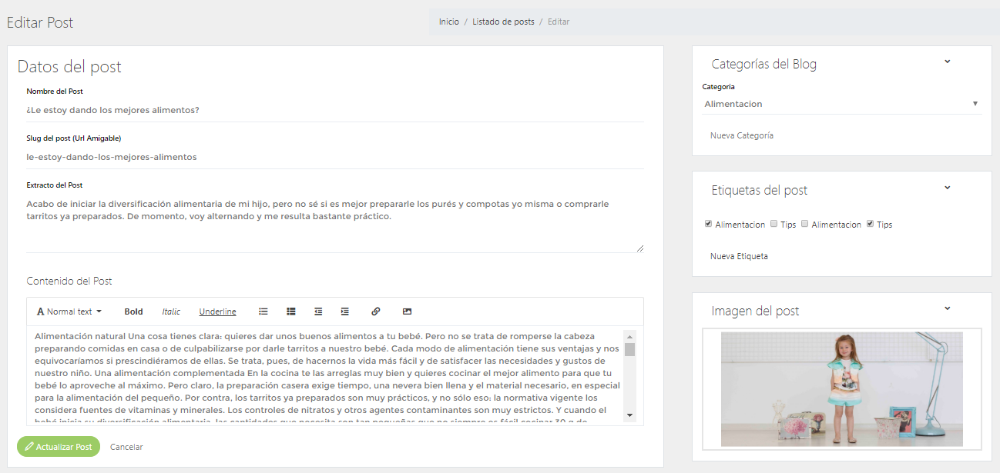 Editar Post
Inicio / Listado de posts / Editar
Datos del post
Nombre del Post
¿Le estoy dando los mejores alimentos?
Slug del post (Url Amigable)
le-estoy-dando-los-mejores-alimentos
Extracto del Post
Acabo de iniciar la diversificación alimentaria de mi hijo, pero no sé si es mejor prepararle los purés y compotas yo misma o comprarle
tarritos ya preparados. De momento, voy alternando y me resulta bastante práctico.
Contenido del Post
A Normal text Bold Italic Underline
Alimentación natural Una cosa tienes clara: quieres dar unos buenos alimentos a tu bebé. Pero no se trata de romperse la cabeza
preparando comidas en casa o de culpabilizarse por darle tarritos a nuestro bebé. Cada modo de alimentación tiene sus ventajas y nos
equivocaríamos si prescindiéramos de ellas. Se trata, pues, de hacernos la vida más fácil y de satisfacer las necesidades y gustos de
nuestro niño. Una alimentación complementada En la cocina te las arreglas muy bien y quieres cocinar el mejor alimento para que tu
bebé lo aproveche al máximo. Pero claro, la preparación casera exige tiempo, una nevera bien llena y el material necesario, en especial
para la alimentación del pequeño. Por contra, los tarritos ya preparados son muy prácticos, y no sólo eso: la normativa vigente los
considera fuentes de vitaminas y minerales. Los controles de nitratos y otros agentes contaminantes son muy estrictos. Y cuando el
bebé inicia su diversificación alimentaria, las cantidades que necesita son tan pequeñas que no siempre es fácil cocinar 30 g de
Actualizar Post Cancelar
Categorías del Blog
Categoria
Alimentacion
Nueva Categoría
Etiquetas del post
Alimentacion Tips Alimentacion Tips
Nueva Etiqueta
Imagen del post